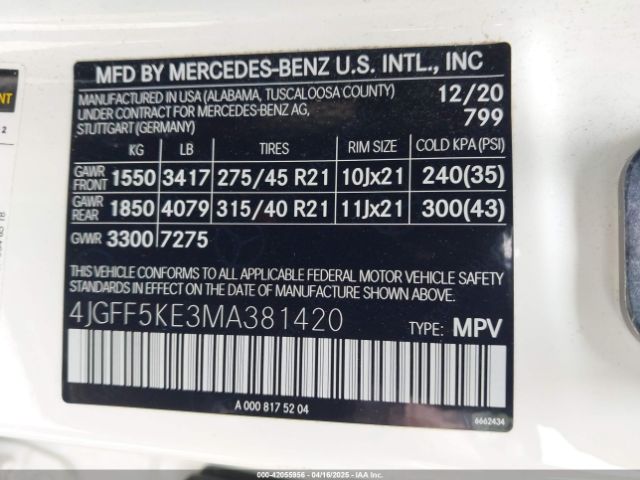 MFD BY MERCEDES-BENZ U.S. INTL., INC
MANUFACTURED IN USA (ALABAMA, TUSCALOOSA COUNTY) 12/20
UNDER CONTRACT FOR MERCEDES-BENZ AG, 799
STUTTGART (GERMANY)
KG LB TIRES RIM SIZE COLD KPA (PSI)
GAWR FRONT 1550 3417 275/45 R21 10Jx21 240(35)
GAWR REAR 1850 4079 315/40 R21 11Jx21 300(43)
GVWR 3300 7275
THIS VEHICLE CONFORMS TO ALL APPLICABLE FEDERAL MOTOR VEHICLE SAFETY
STANDARDS IN EFFECT ON THE DATE OF MANUFACTURE SHOWN ABOVE.
4JGFF5KE3MA381420 TYPE: MPV
A 000 817 52 04
6662434
000-42055956 - 04/16/2025 - IAAI.COM